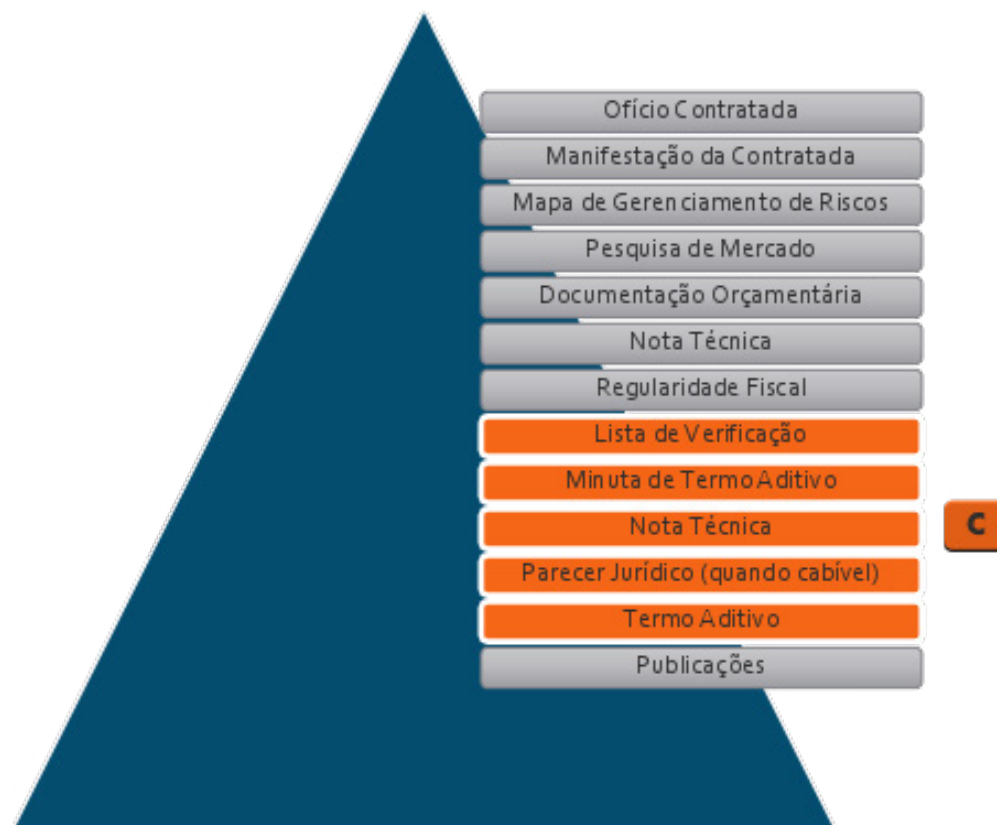 Ofício Contratada
Manifestação da Contratada
Mapa de Gerenciamento de Riscos
Pesquisa de Mercado
Documentação Orçamentária
Nota Técnica
Regularidade Fiscal
Lista de Verificação
Minuta de Termo Aditivo
Nota Técnica
C
Parecer Jurídico (quando cabível)
Termo Aditivo
Publicações